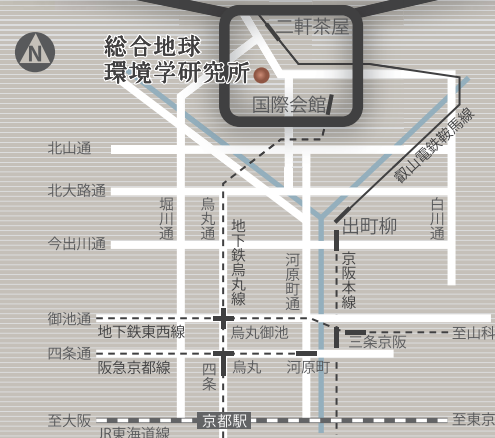 二軒茶屋
総合地球
環境学研究所
N
国際会館
叡山電鉄鞍馬線
北山通
北大路通
堀川通
烏丸通
白川通
出町柳
地下鉄烏丸線
今出川通
河原町通
京阪本線
御池通
地下鉄東西線
烏丸御池
三条京阪
至山科
四条通
阪急京都線
四条
烏丸
河原町
至大阪
京都駅
至東京
JR東海道線